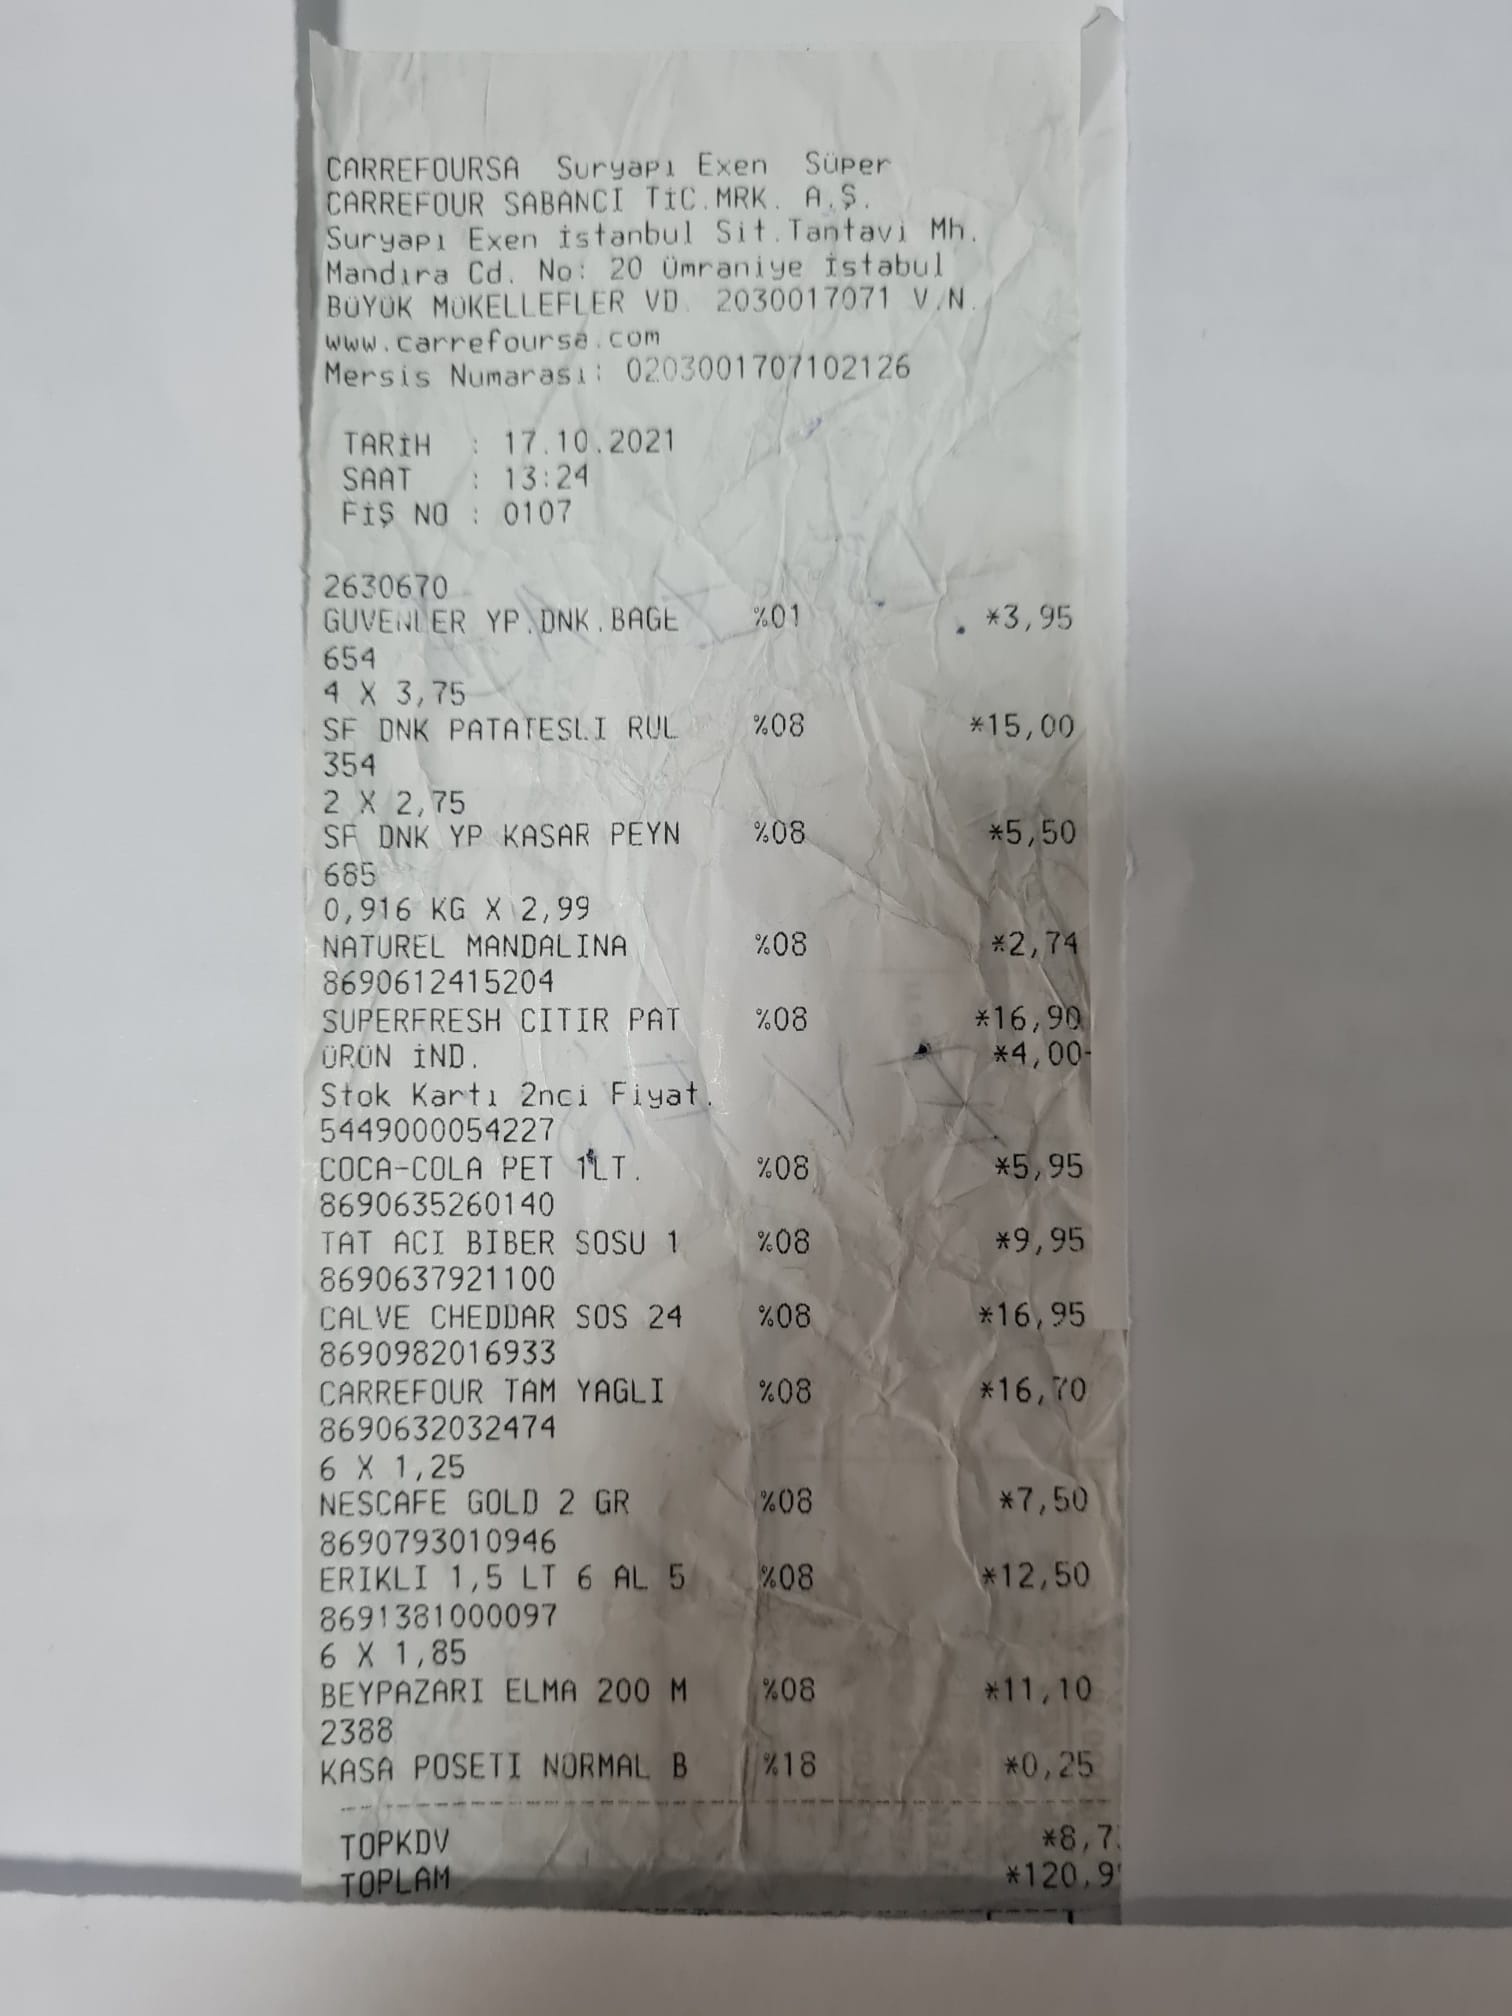 CARREFOURSA Suryapı Exen Süper
CARREFOUR SABANCI TİC.MRK. A.Ş.
Suryapı Exen İstanbul Sit.Tantavi Mh.
Mandıra Cd. No: 20 Ümraniye İstabul
BÜYÜK MÜKELLEFLER VD. 2030017071 V.N.
www.carrefoursa.com
Mersis Numarası: 0203001707102126
TARİH : 17.10.2021
SAAT : 13:24
FİŞ NO : 0107
2630670
GUVENLER YP.DNK.BAGE %01 *3,95
654
4 X 3,75
SF DNK PATATESLI RUL %08 *15,00
354
2 X 2,75
SF DNK YP KASAR PEYN %08 *5,50
685
0,916 KG X 2,99
NATUREL MANDALINA %08 *2,74
8690612415204
SUPERFRESH CITIR PAT %08 *16,90
ÜRÜN İND. *4,00-
Stok Kartı 2nci Fiyat.
5449000054227
COCA-COLA PET 1LT. %08 *5,95
8690635260140
TAT ACI BIBER SOSU 1 %08 *9,95
8690637921100
CALVE CHEDDAR SOS 24 %08 *16,95
8690982016933
CARREFOUR TAM YAGLI %08 *16,70
8690632032474
6 X 1,25
NESCAFE GOLD 2 GR %08 *7,50
8690793010946
ERIKLI 1,5 LT 6 AL 5 %08 *12,50
8691381000097
6 X 1,85
BEYPAZARI ELMA 200 M %08 *11,10
2388
KASA POSETI NORMAL B %18 *0,25
TOPKDV
TOPLAM